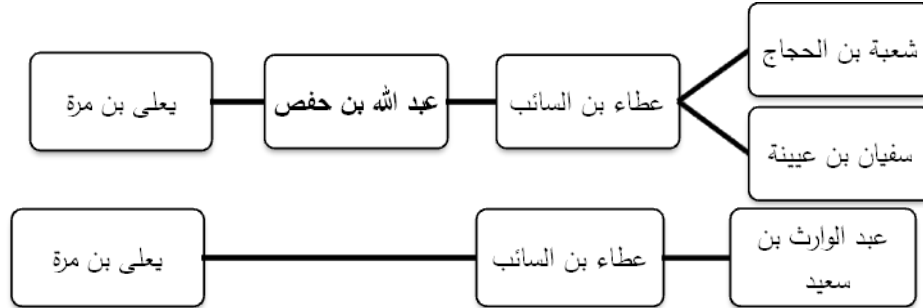 شعبة بن الحجاج
يعلى بن مرة
عبد الله بن حفص
عطاء بن السائب
سفيان بن عيينة
يعلى بن مرة
عطاء بن السائب
عبد الوارث بن
سعيد